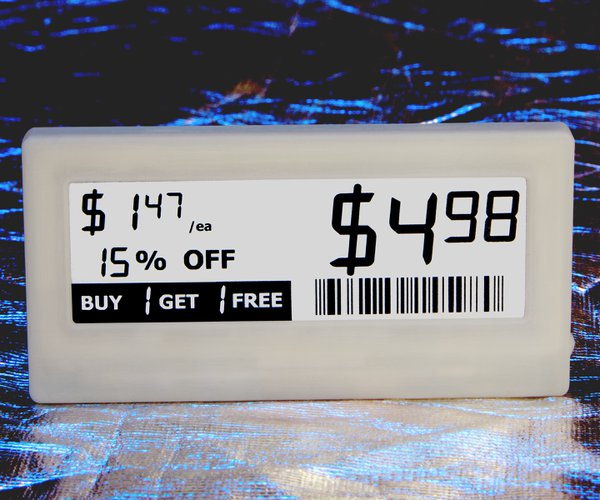 $ 147 /ea
$498
15% OFF
BUY 1 GET 1 FREE